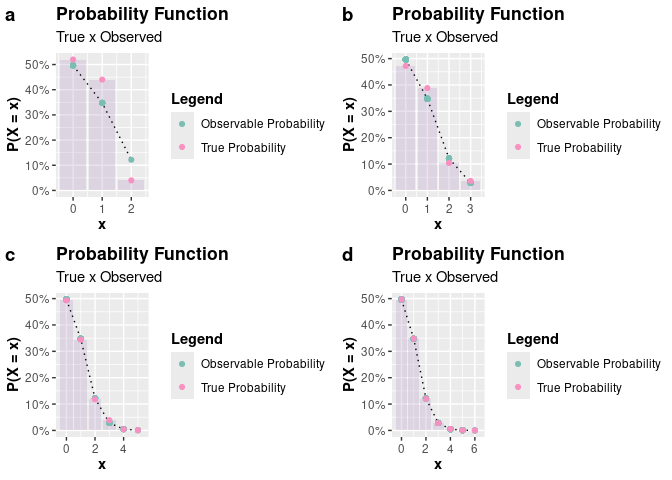 a
Probability Function
True x Observed
50%
40%
30%
20%
10%
0%
P(X = x)
0 1 2
x
Legend
Observable Probability
True Probability
b
Probability Function
True x Observed
50%
40%
30%
20%
10%
0%
P(X = x)
0 1 2 3
x
Legend
Observable Probability
True Probability
c
Probability Function
True x Observed
50%
40%
30%
20%
10%
0%
P(X = x)
0 2 4
x
Legend
Observable Probability
True Probability
d
Probability Function
True x Observed
50%
40%
30%
20%
10%
0%
P(X = x)
0 2 4 6
x
Legend
Observable Probability
True Probability